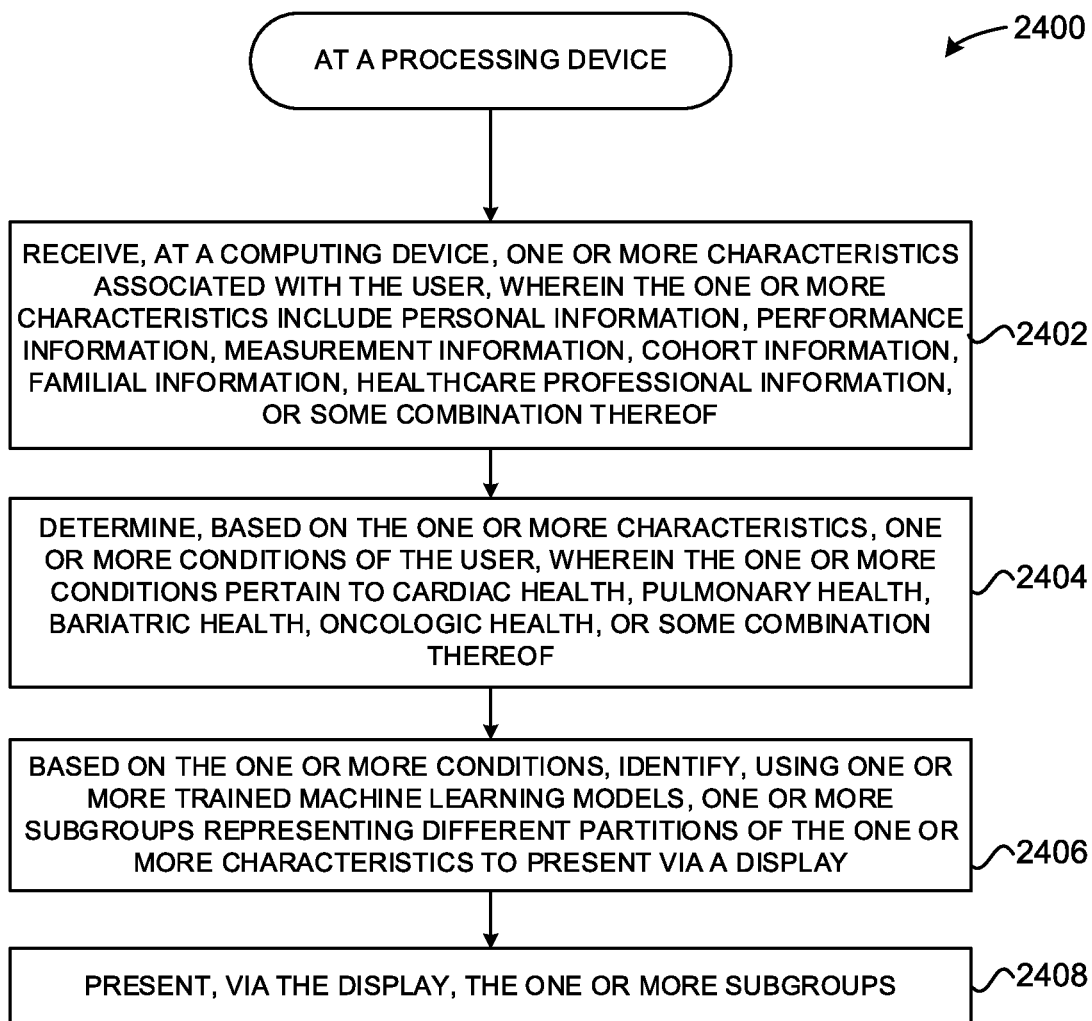 2400
AT A PROCESSING DEVICE
RECEIVE, AT A COMPUTING DEVICE, ONE OR MORE CHARACTERISTICS
ASSOCIATED WITH THE USER, WHEREIN THE ONE OR MORE
CHARACTERISTICS INCLUDE PERSONAL INFORMATION, PERFORMANCE
INFORMATION, MEASUREMENT INFORMATION, COHORT INFORMATION,
FAMILIAL INFORMATION, HEALTHCARE PROFESSIONAL INFORMATION,
OR SOME COMBINATION THEREOF
2402
DETERMINE, BASED ON THE ONE OR MORE CHARACTERISTICS, ONE
OR MORE CONDITIONS OF THE USER, WHEREIN THE ONE OR MORE
CONDITIONS PERTAIN TO CARDIAC HEALTH, PULMONARY HEALTH,
BARIATRIC HEALTH, ONCOLOGIC HEALTH, OR SOME COMBINATION
THEREOF
2404
BASED ON THE ONE OR MORE CONDITIONS, IDENTIFY, USING ONE OR
MORE TRAINED MACHINE LEARNING MODELS, ONE OR MORE
SUBGROUPS REPRESENTING DIFFERENT PARTITIONS OF THE ONE OR
MORE CHARACTERISTICS TO PRESENT VIA A DISPLAY
2406
PRESENT, VIA THE DISPLAY, THE ONE OR MORE SUBGROUPS
2408